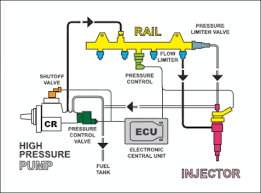 RAIL
PRESSURE
LIMITER VALVE
FLOW
LIMITER
SHUTOFF
VALVE
PRESSURE
CONTROL
CR
PRESSURE
CONTROL
VALVE
ECU
ELECTRONIC
CENTRAL UNIT
HIGH
PRESSURE
PUMP
FUEL
TANK
INJECTOR